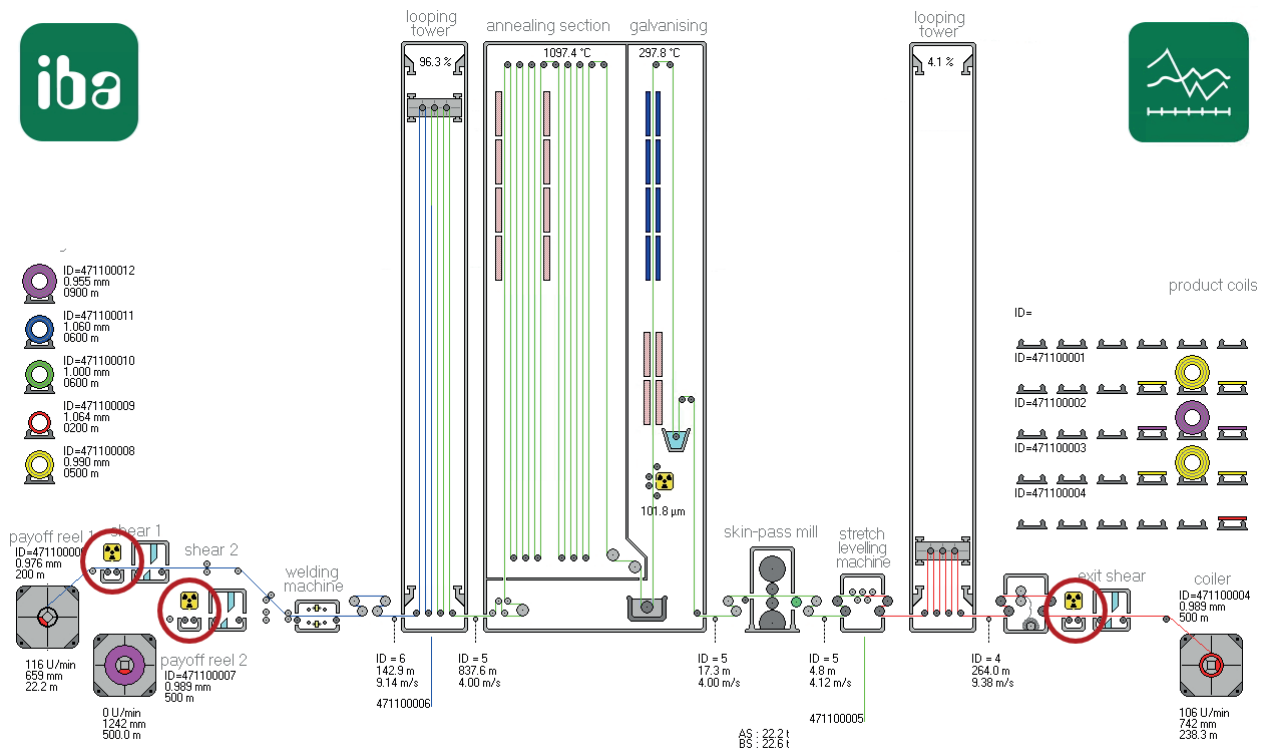 iba
looping
tower
annealing section
galvanising
looping
tower
96.3 %
1097.4 °C
297.8 °C
4.1 %
ID=471100012
0.955 mm
0900 m
ID=471100011
1.060 mm
0600 m
ID=471100010
1.000 mm
0600 m
ID=471100009
1.064 mm
0200 m
ID=471100008
0.990 mm
0500 m
product coils
ID=
ID=471100001
ID=471100002
ID=471100003
ID=471100004
101.8 µm
payoff reel 1
0.976 mm
200 m
shear 1
shear 2
welding
machine
skin-pass mill
stretch
levelling
machine
exit shear
coiler
ID=471100004
0.989 mm
500 m
116 U/min
659 mm
22.2 m
payoff reel 2
ID=471100007
0.989 mm
500 m
0 U/min
1242 mm
500.0 m
ID = 6
142.9 m
9.14 m/s
471100006
ID = 5
837.6 m
4.00 m/s
ID = 5
17.3 m
4.00 m/s
ID = 5
4.8 m
4.12 m/s
471100005
AS : 22.2 t
BS : 22.6 t
ID = 4
264.0 m
9.38 m/s
106 U/min
742 mm
238.3 m